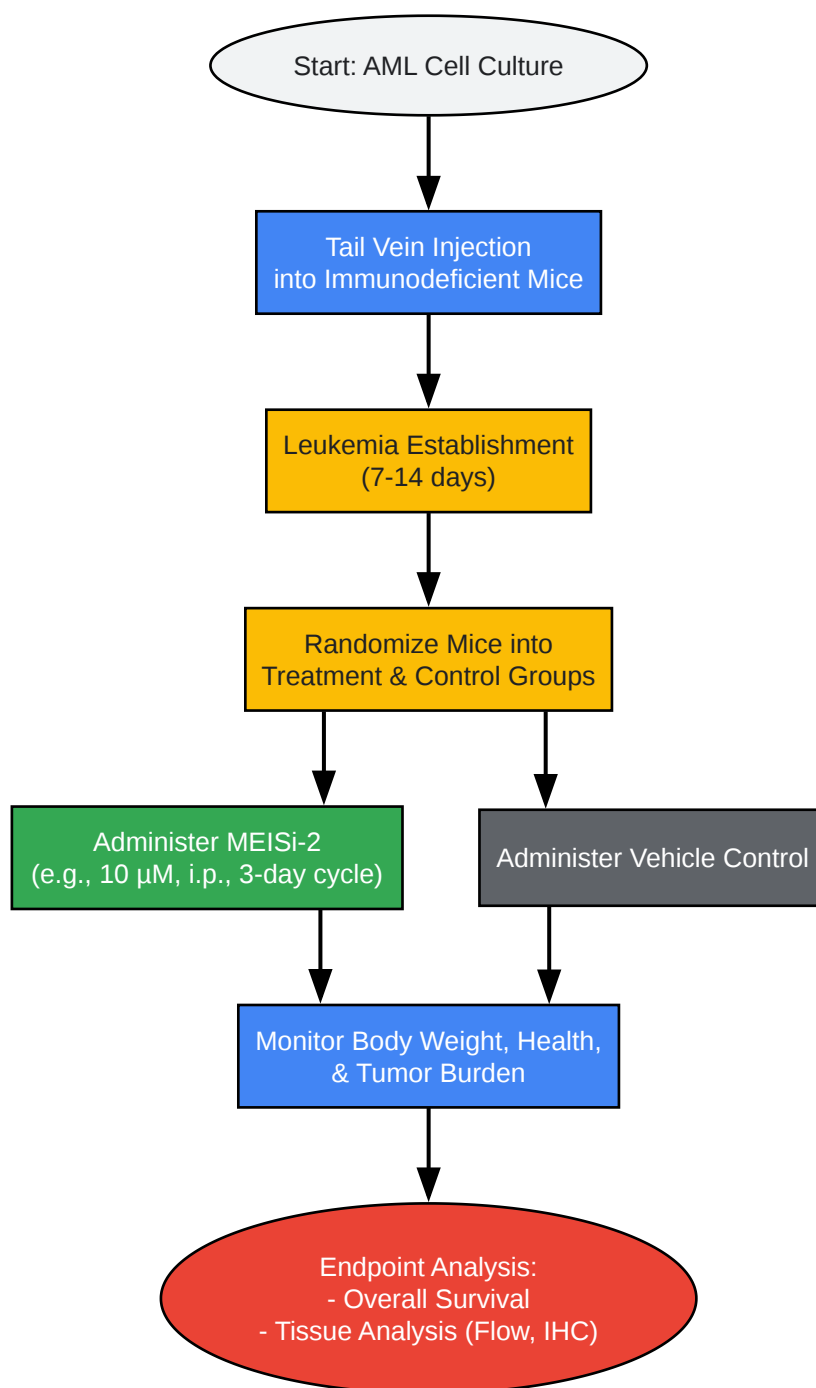 Start: AML Cell Culture
Tail Vein Injection
into Immunodeficient Mice
Leukemia Establishment
(7-14 days)
Randomize Mice into
Treatment & Control Groups
Administer MEISi-2
(e.g., 10 µM, i.p., 3-day cycle)
Administer Vehicle Control
Monitor Body Weight, Health,
& Tumor Burden
Endpoint Analysis:
- Overall Survival
- Tissue Analysis (Flow, IHC)